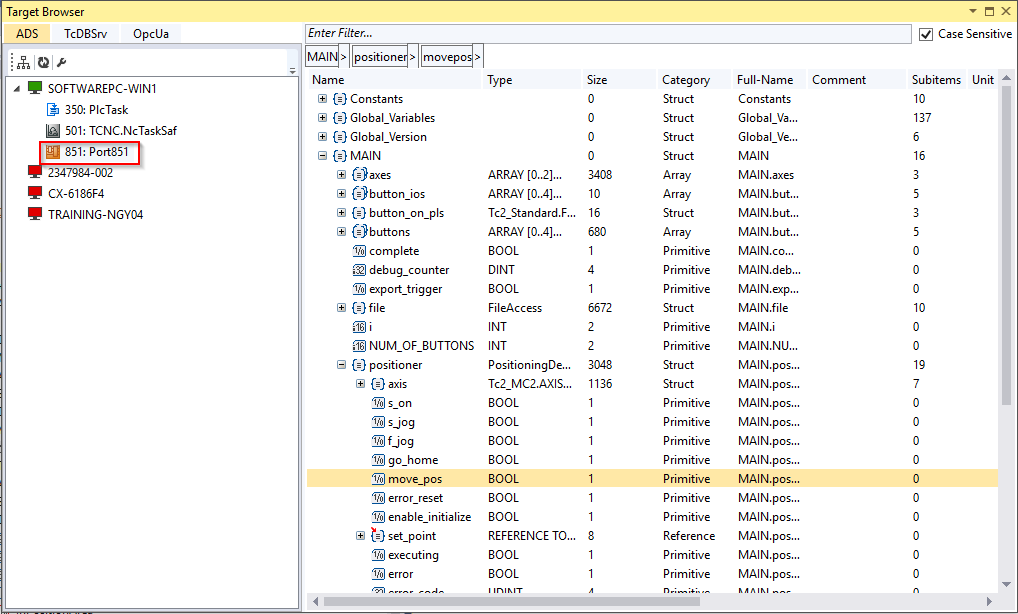 Target Browser
ADS TcDBSrv OpcUa
Enter Filter...
Case Sensitive
MAIN > positioner > movepos >
SOFTWAREPC-WIN1
350: PlcTask
501: TCNC.NcTaskSaf
851: Port851
2347984-002
CX-6186F4
TRAINING-NGY04
Name Type Size Category Full-Name Comment Subitems Unit
Constants 0 Struct Constants 10
Global_Variables 0 Struct Global_Va... 137
Global_Version 0 Struct Global_Ve... 6
MAIN 0 Struct MAIN 16
axes ARRAY [0..2]... 3408 Array MAIN.axes 3
button_ios ARRAY [0..4]... 10 Array MAIN.but... 5
button_on_pls Tc2_Standard.F... 16 Struct MAIN.but... 3
buttons ARRAY [0..4]... 680 Array MAIN.but... 5
complete BOOL 1 Primitive MAIN.co... 0
debug_counter DINT 4 Primitive MAIN.deb... 0
export_trigger BOOL 1 Primitive MAIN.exp... 0
file FileAccess 6672 Struct MAIN.file 10
i INT 2 Primitive MAIN.i 0
NUM_OF_BUTTONS INT 2 Primitive MAIN.NU... 0
positioner PositioningDe... 3048 Struct MAIN.pos... 19
axis Tc2_MC2.AXIS... 1136 Struct MAIN.pos... 7
s_on BOOL 1 Primitive MAIN.pos... 0
s_jog BOOL 1 Primitive MAIN.pos... 0
f_jog BOOL 1 Primitive MAIN.pos... 0
go_home BOOL 1 Primitive MAIN.pos... 0
move_pos BOOL 1 Primitive MAIN.pos... 0
error_reset BOOL 1 Primitive MAIN.pos... 0
enable_initialize BOOL 1 Primitive MAIN.pos... 0
set_point REFERENCE TO... 8 Reference MAIN.pos... 0
executing BOOL 1 Primitive MAIN.pos... 0
error BOOL 1 Primitive MAIN.pos... 0
error_code UDINT 4 Primitive MAIN.pos... 0